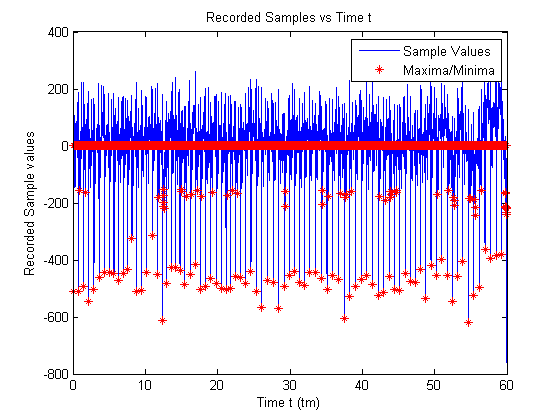 Recorded Samples vs Time t
Sample Values
Maxima/Minima
400
200
0
-200
-400
-600
-800
Recorded Sample values
0
10
20
30
40
50
60
Time t (tm)